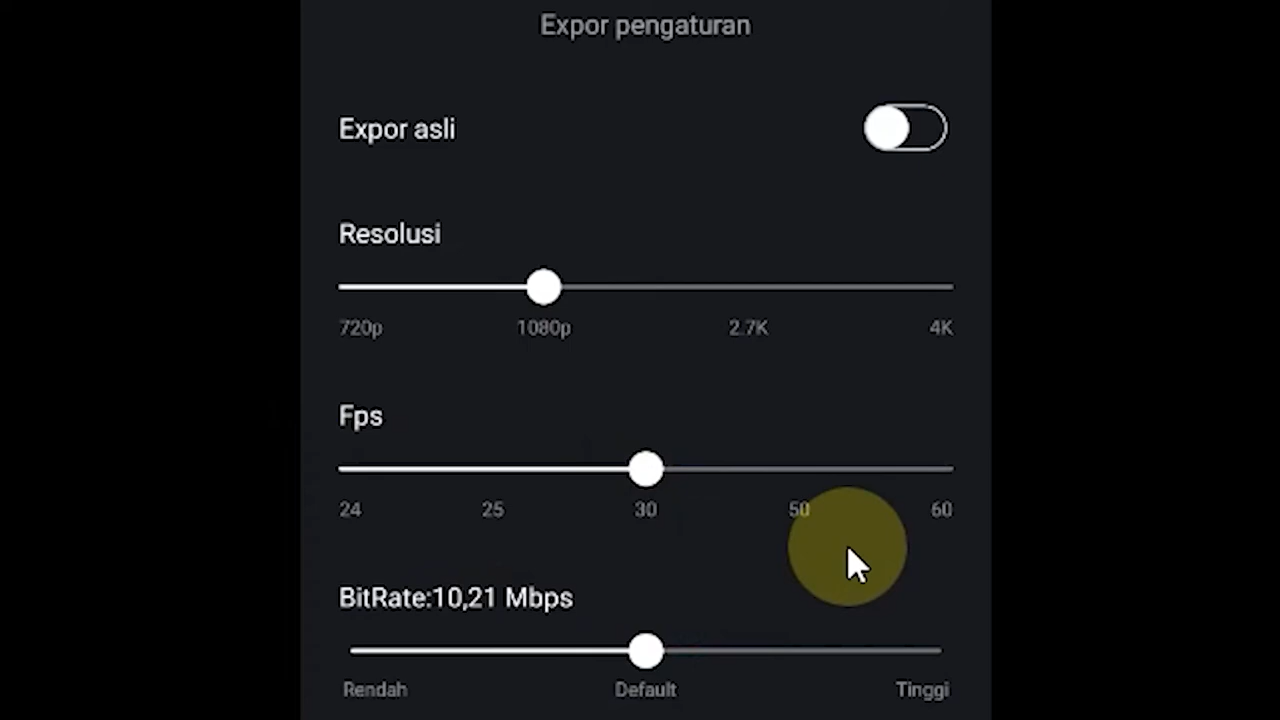 Expor pengaturan
Expor asli
Resolusi
720p 1080p 2.7K 4K
Fps
24 25 30 50 60
BitRate:10,21 Mbps
Rendah Default Tinggi